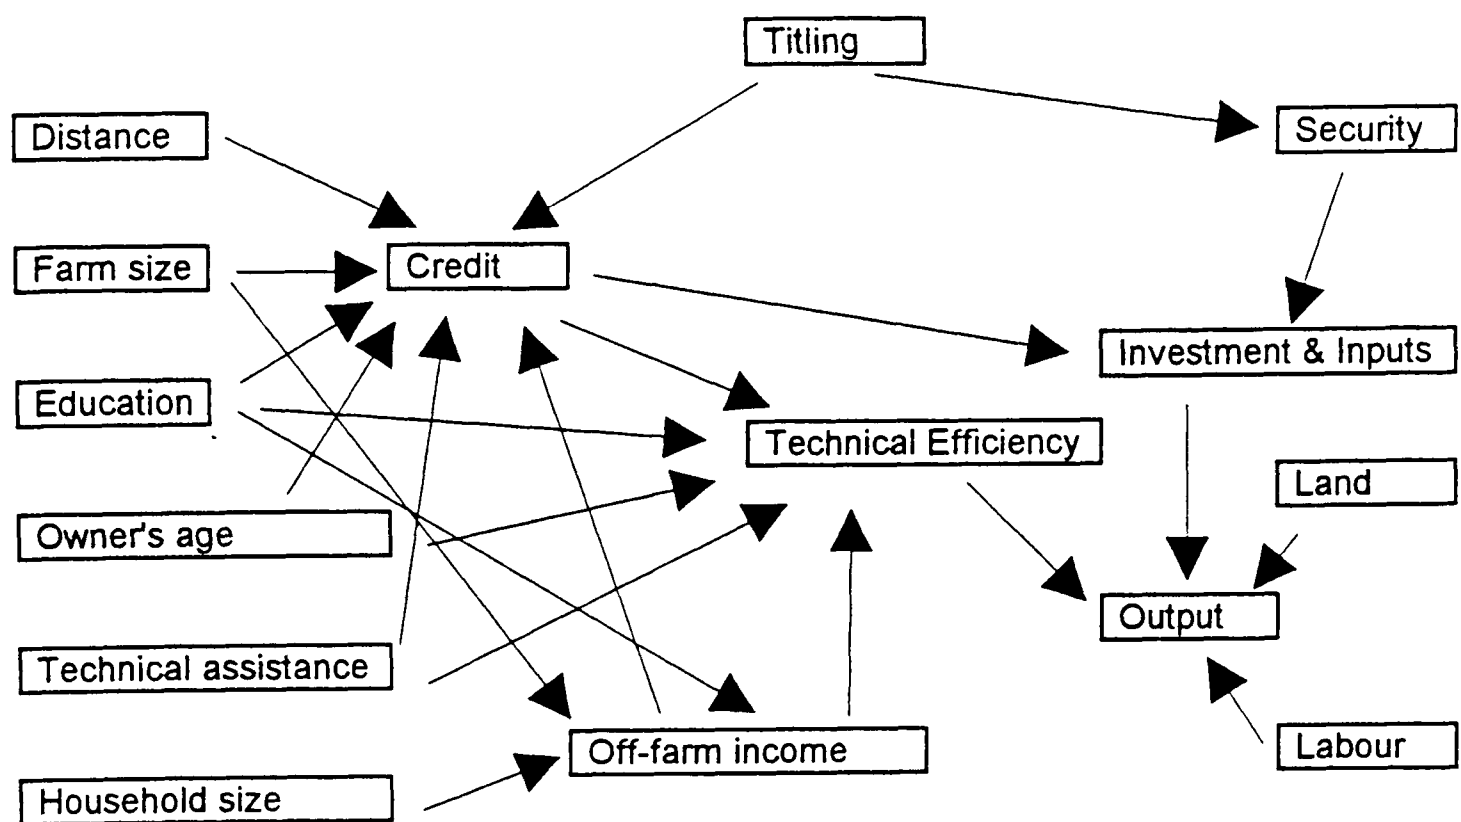 Titling
Distance
Security
Farm size
Credit
Investment & Inputs
Education
Technical Efficiency
Land
Owner's age
Output
Technical assistance
Off-farm income
Labour
Household size